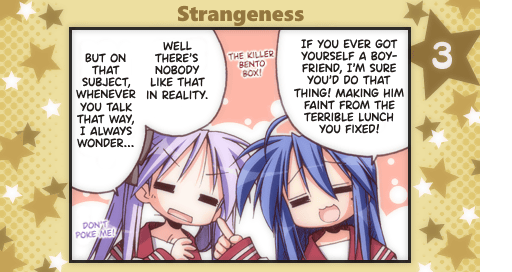 Strangeness
3
IF YOU EVER GOT
YOURSELF A BOY-
FRIEND, I'M SURE
YOU'D DO THAT
THING! MAKING HIM
FAINT FROM THE
TERRIBLE LUNCH
YOU FIXED!
THE KILLER
BENTO
BOX!
WELL
THERE'S
NOBODY
LIKE THAT
IN REALITY.
BUT ON
THAT
SUBJECT,
WHENEVER
YOU TALK
THAT WAY,
I ALWAYS
WONDER...
DON'T
POKE ME!